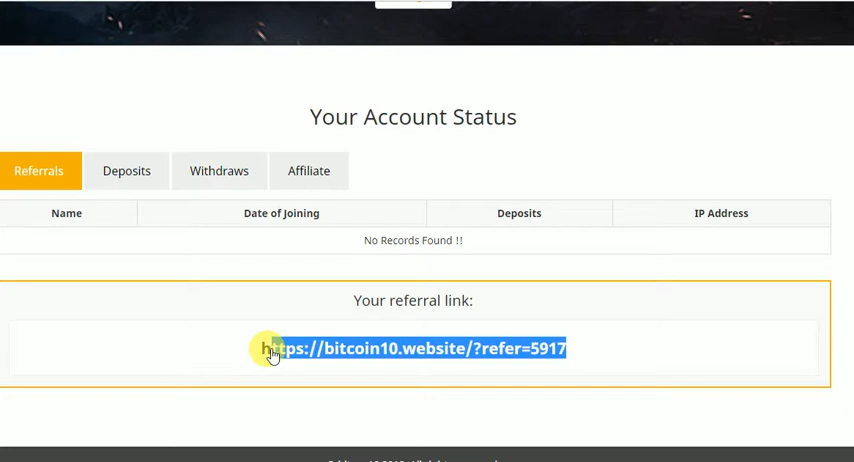 Your Account Status
Referrals Deposits Withdraws Affiliate
Name Date of Joining Deposits IP Address
No Records Found !!
Your referral link:
https://bitcoin10.website/?refer=5917